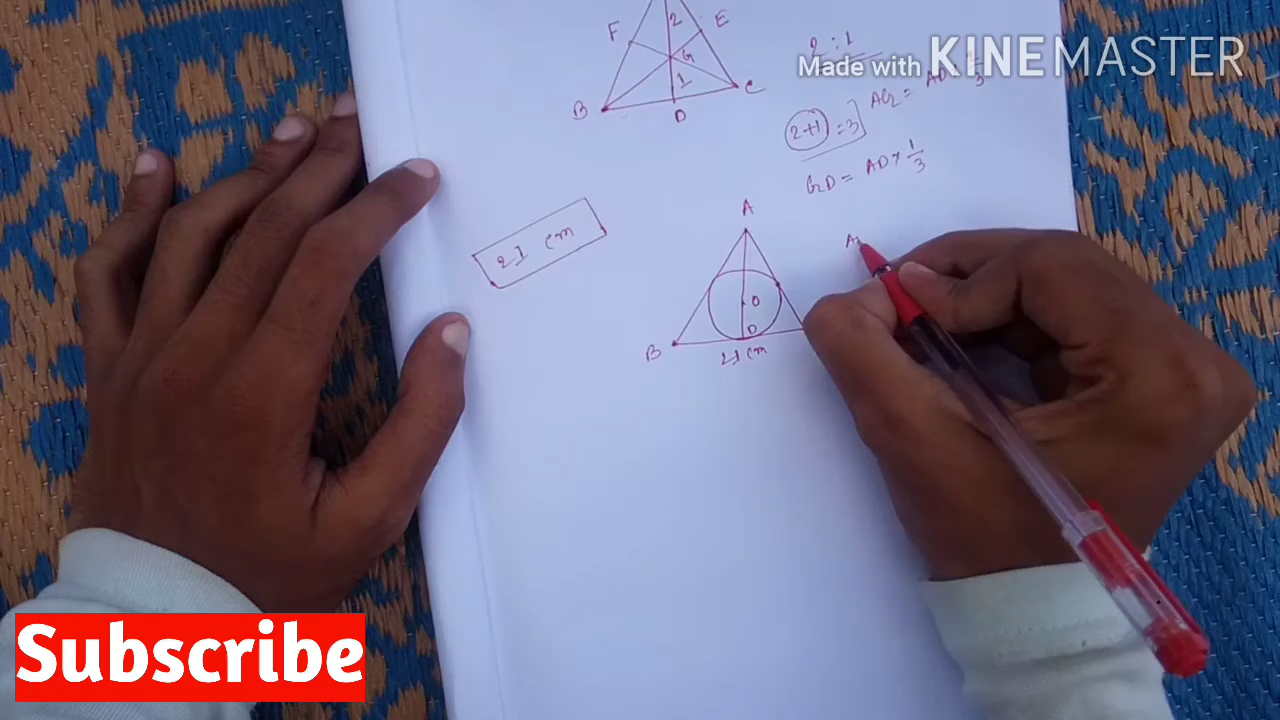 2
F
E
G
1
B
D
C
2 : 1
Made with KINEMASTER
AG = AD ×
3
2+1 = 3
GD = AD × 1/3
21 cm
A
A
O
D
B
21 cm
Subscribe